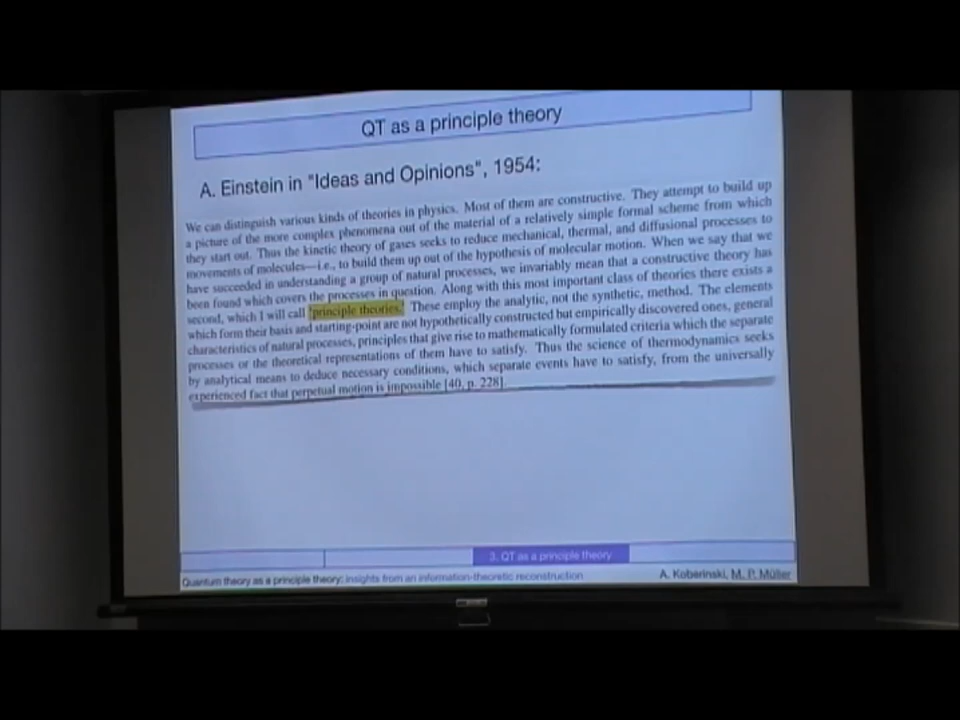 QT as a principle theory
A. Einstein in "Ideas and Opinions", 1954:
We can distinguish various kinds of theories in physics. Most of them are constructive. They attempt to build up
a picture of the more complex phenomena out of the material of a relatively simple formal scheme from which
they start out. Thus the kinetic theory of gases seeks to reduce mechanical, thermal, and diffusional processes to
movements of molecules—i.e., to build them up out of the hypothesis of molecular motion. When we say that we
have succeeded in understanding a group of natural processes, we invariably mean that a constructive theory has
been found which covers the processes in question. Along with this most important class of theories there exists a
second, which I will call 'principle theories.' These employ the analytic, not the synthetic, method. The elements
which form their basis and starting-point are not hypothetically constructed but empirically discovered ones, general
characteristics of natural processes, principles that give rise to mathematically formulated criteria which the separate
processes or the theoretical representations of them have to satisfy. Thus the science of thermodynamics seeks
by analytical means to deduce necessary conditions, which separate events have to satisfy, from the universally
experienced fact that perpetual motion is impossible [40, p. 228].
3. QT as a principle theory
Quantum theory as a principle theory: insights from an information-theoretic reconstruction
A. Koberinski, M. P. Müller